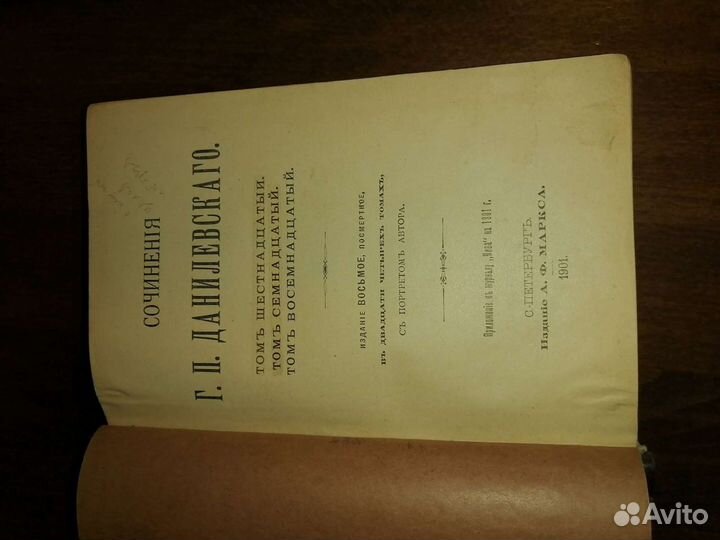 СОЧИНЕНІЯ
Г. П. ДАНИЛЕВСКАГО.
ТОМЪ ШЕСТНАДЦАТЫЙ.
ТОМЪ СЕМНАДЦАТЫЙ.
ТОМЪ ВОСЕМНАДЦАТЫЙ.
ИЗДАНІЕ ВОСЬМОЕ, ПОСМЕРТНОЕ,
ВЪ ДВАДЦАТИ ЧЕТЫРЕХЪ ТОМАХЪ,
СЪ ПОРТРЕТОМЪ АВТОРА.
Приложеніе къ журналу „Нива“ на 1901 г.
С.-ПЕТЕРБУРГЪ.
Изданіе А. Ф. МАРКСА.
1901.
Avito